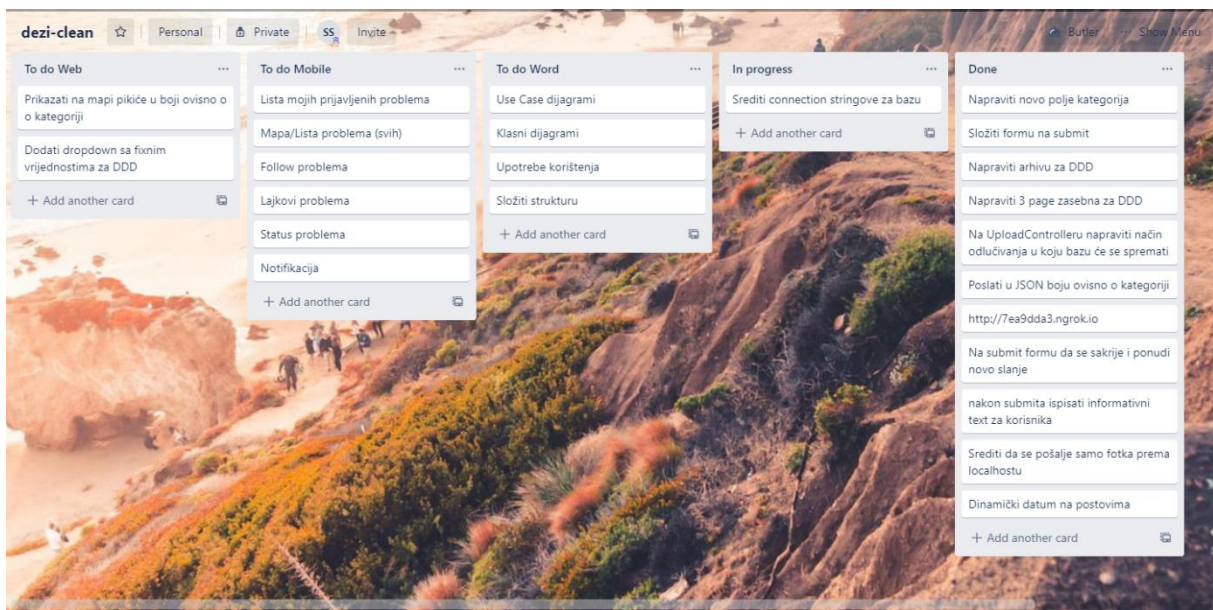 dezi-clean
Personal
Private
SS
Invite
Butler
... Show Menu
To do Web
Prikazati na mapi pikiće u boji ovisno o
o kategoriji
Dodati dropdown sa fixnim
vrijednostima za DDD
+ Add another card
To do Mobile
Lista mojih prijavljenih problema
Mapa/Lista problema (svih)
Follow problema
Lajkovi problema
Status problema
Notifikacija
+ Add another card
To do Word
Use Case dijagrami
Klasni dijagrami
Upotrebe korištenja
Složiti strukturu
+ Add another card
In progress
Srediti connection stringove za bazu
+ Add another card
Done
Napraviti novo polje kategorija
Složiti formu na submit
Napraviti arhivu za DDD
Napraviti 3 page zasebna za DDD
Na UploadControlleru napraviti način
odlučivanja u koju bazu će se spremati
Poslati u JSON boju ovisno o kategoriji
http://7ea9dda3.ngrok.io
Na submit formu da se sakrije i ponudi
novo slanje
nakon submita ispisati informativni
text za korisnika
Srediti da se pošalje samo fotka prema
localhostu
Dinamički datum na postovima
+ Add another card